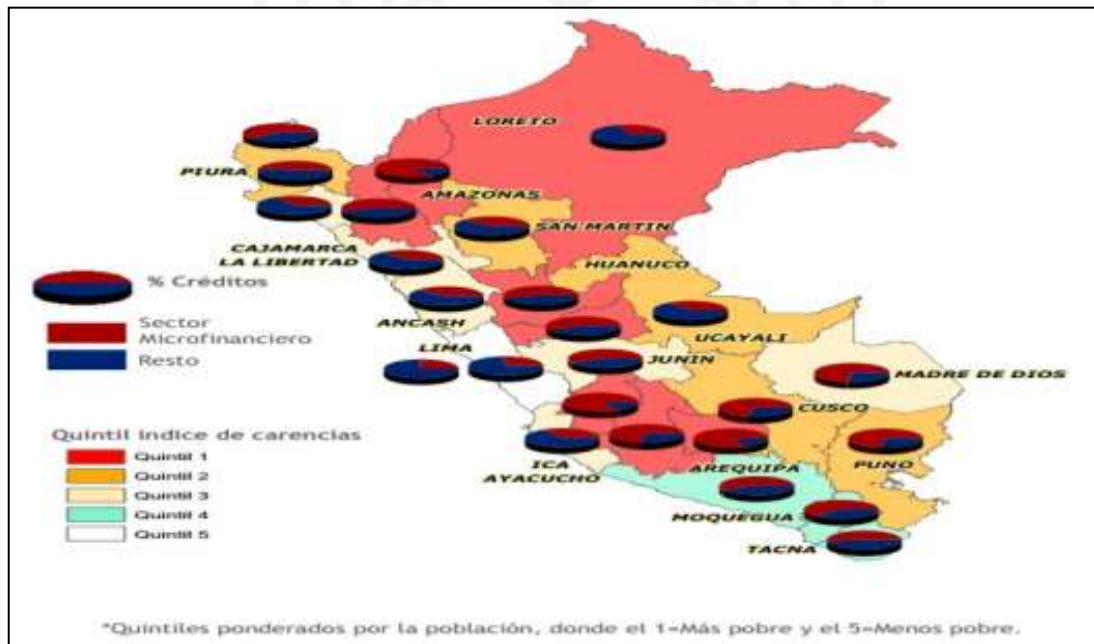 LORETO
PIURA
AMAZONAS
SAN MARTIN
CAJAMARCA
LA LIBERTAD
HUANUCO
% Créditos
ANCASH
Sector
Microfinanciero
UCAYALI
LIMA
Resto
JUNIN
MADRE DE DIOS
CUSCO
Quintil índice de carencias
Quintil 1
ICA
AREQUIPA
PUNO
Quintil 2
AYACUCHO
Quintil 3
Quintil 4
MOQUEGUA
Quintil 5
TACNA
*Quintiles ponderados por la población, donde el 1=Más pobre y el 5=Menos pobre.